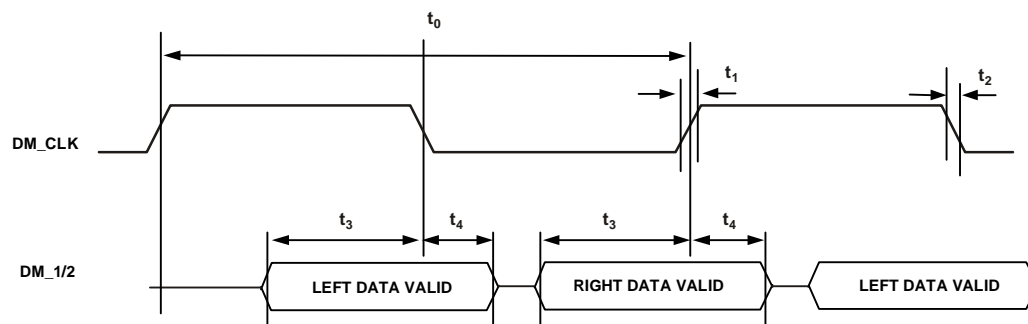 t0
t1
t2
DM_CLK
t3
t4
t3
t4
DM_1/2
LEFT DATA VALID
RIGHT DATA VALID
LEFT DATA VALID